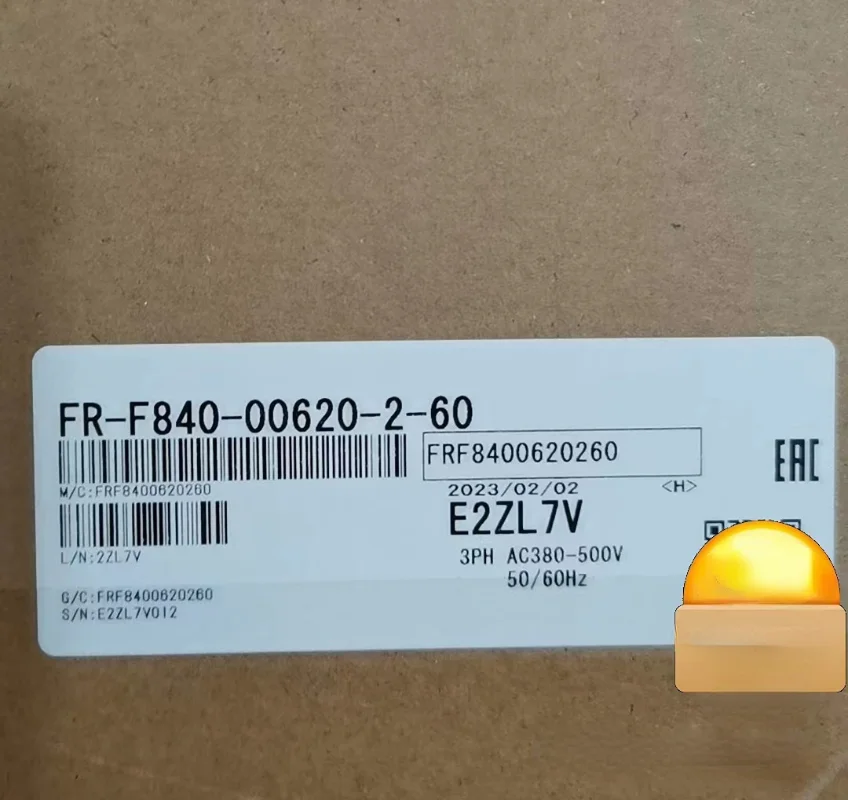 FR-F840-00620-2-60
FRF8400620260
M/C:FRF8400620260
2023/02/02 <H>
E2ZL7V
L/N:2ZL7V
3PH AC380-500V
50/60Hz
G/C:FRF8400620260
S/N:E2ZL7V012
EAC